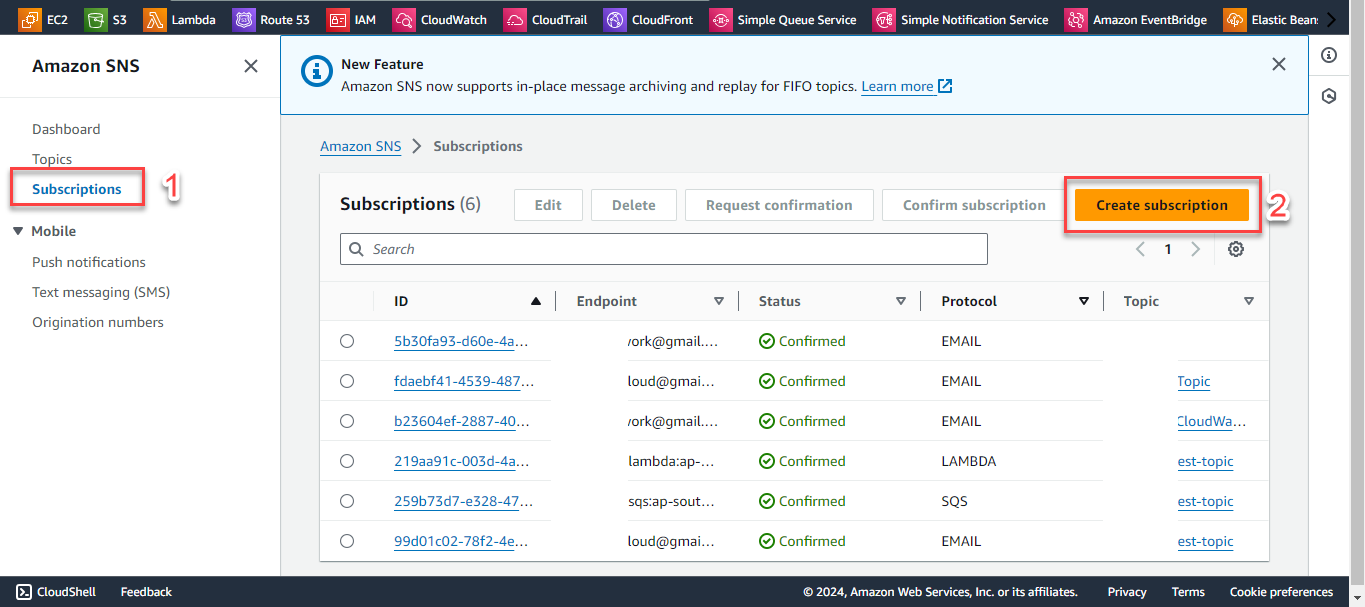 EC2 S3 Lambda Route 53 IAM CloudWatch CloudTrail CloudFront Simple Queue Service Simple Notification Service Amazon EventBridge Elastic Bean
Amazon SNS
Dashboard
Topics
Subscriptions
1
Mobile
Push notifications
Text messaging (SMS)
Origination numbers
New Feature
Amazon SNS now supports in-place message archiving and replay for FIFO topics. Learn more
Amazon SNS > Subscriptions
Subscriptions (6) Edit Delete Request confirmation Confirm subscription Create subscription 2
Search
1
ID Endpoint Status Protocol Topic
5b30fa93-d60e-4a... vork@gmail.... Confirmed EMAIL
fdaebf41-4539-487... loud@gmai... Confirmed EMAIL Topic
b23604ef-2887-40... vork@gmail.... Confirmed EMAIL CloudWa...
219aa91c-003d-4a... lambda:ap-... Confirmed LAMBDA est-topic
259b73d7-e328-47... sqs:ap-sout... Confirmed SQS est-topic
99d01c02-78f2-4e... loud@gmai... Confirmed EMAIL est-topic
CloudShell Feedback © 2024, Amazon Web Services, Inc. or its affiliates. Privacy Terms Cookie preferences